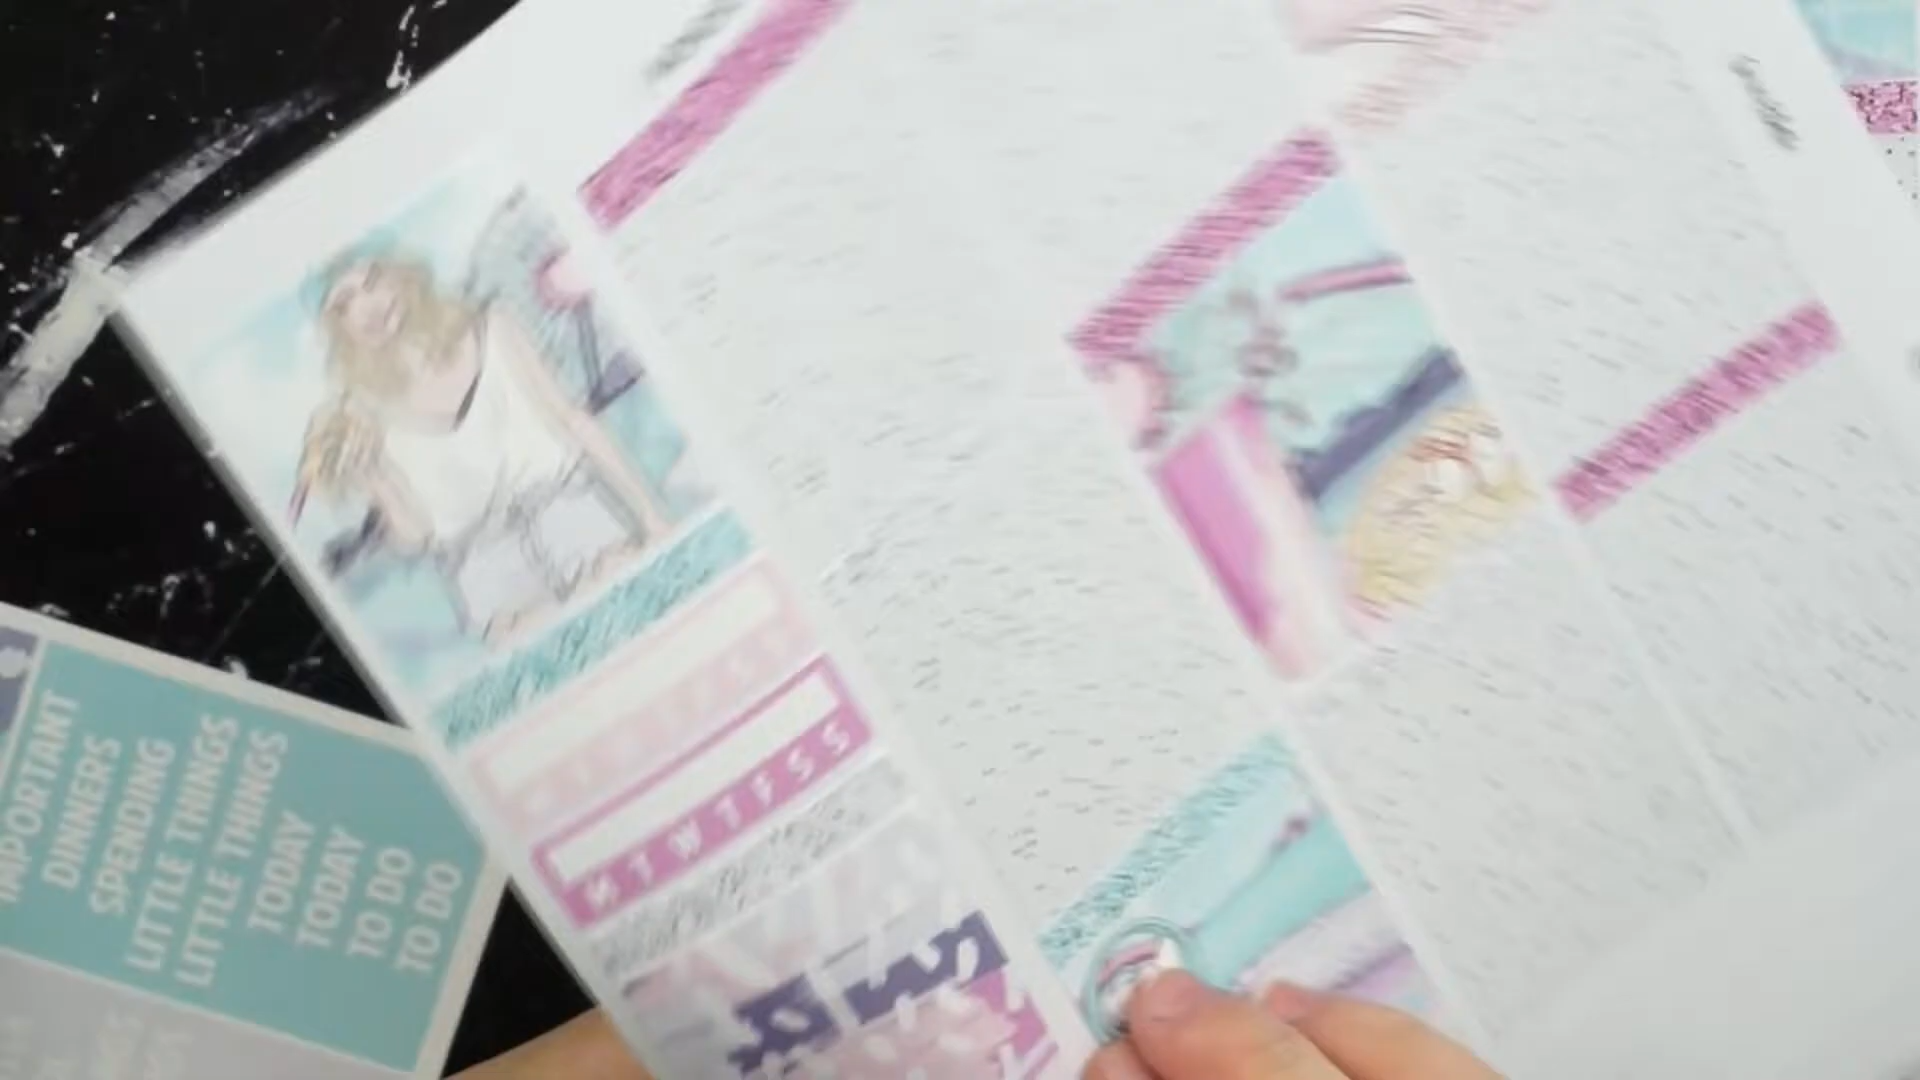 IMPORTANT
DINNERS
SPENDING
LITTLE THINGS
LITTLE THINGS
TODAY
TODAY
TO DO
TO DO
M T W T F S S